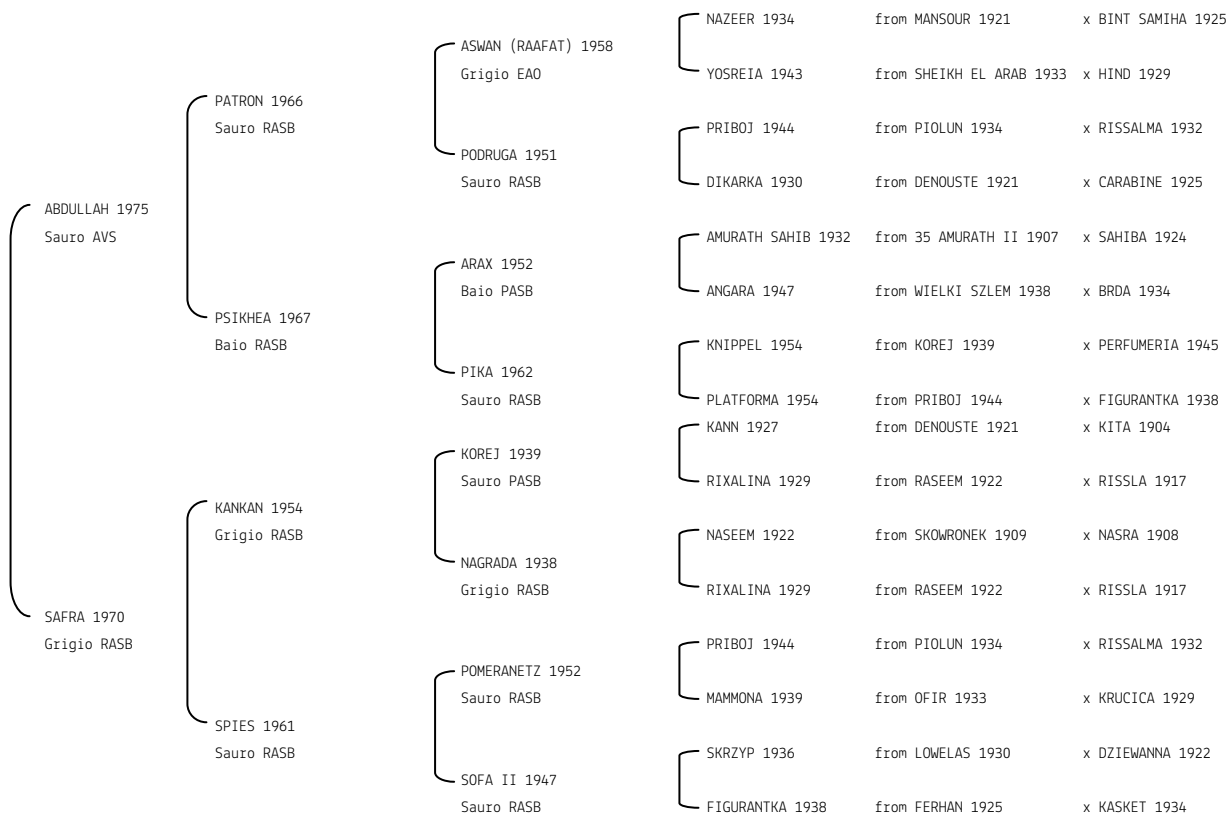 NAZEER 1934 from MANSOUR 1921 x BINT SAMIHA 1925
ASWAN (RAAFAT) 1958
Grigio EAO YOSREIA 1943 from SHEIKH EL ARAB 1933 x HIND 1929
PATRON 1966
Sauro RASB PRIBOJ 1944 from PIOLUN 1934 x RISSALMA 1932
PODRUGA 1951
Sauro RASB DIKARKA 1930 from DENOUSTE 1921 x CARABINE 1925
ABDULLAH 1975
Sauro AVS AMURATH SAHIB 1932 from 35 AMURATH II 1907 x SAHIBA 1924
ARAX 1952
Baio PASB ANGARA 1947 from WIELKI SZLEM 1938 x BRDA 1934
PSIKHEA 1967
Baio RASB KNIPPEL 1954 from KOREJ 1939 x PERFUMERIA 1945
PIKA 1962
Sauro RASB PLATFORMA 1954 from PRIBOJ 1944 x FIGURANTKA 1938
KANN 1927 from DENOUSTE 1921 x KITA 1904
KOREJ 1939
Sauro PASB RIXALINA 1929 from RASEEM 1922 x RISSLA 1917
KANKAN 1954
Grigio RASB NASEEM 1922 from SKOWRONEK 1909 x NASRA 1908
NAGRADA 1938
Grigio RASB RIXALINA 1929 from RASEEM 1922 x RISSLA 1917
SAFRA 1970
Grigio RASB PRIBOJ 1944 from PIOLUN 1934 x RISSALMA 1932
POMERANETZ 1952
Sauro RASB MAMMONA 1939 from OFIR 1933 x KRUCICA 1929
SPIES 1961
Sauro RASB SKRZYP 1936 from LOWELAS 1930 x DZIEWANNA 1922
SOFA II 1947
Sauro RASB FIGURANTKA 1938 from FERHAN 1925 x KASKET 1934